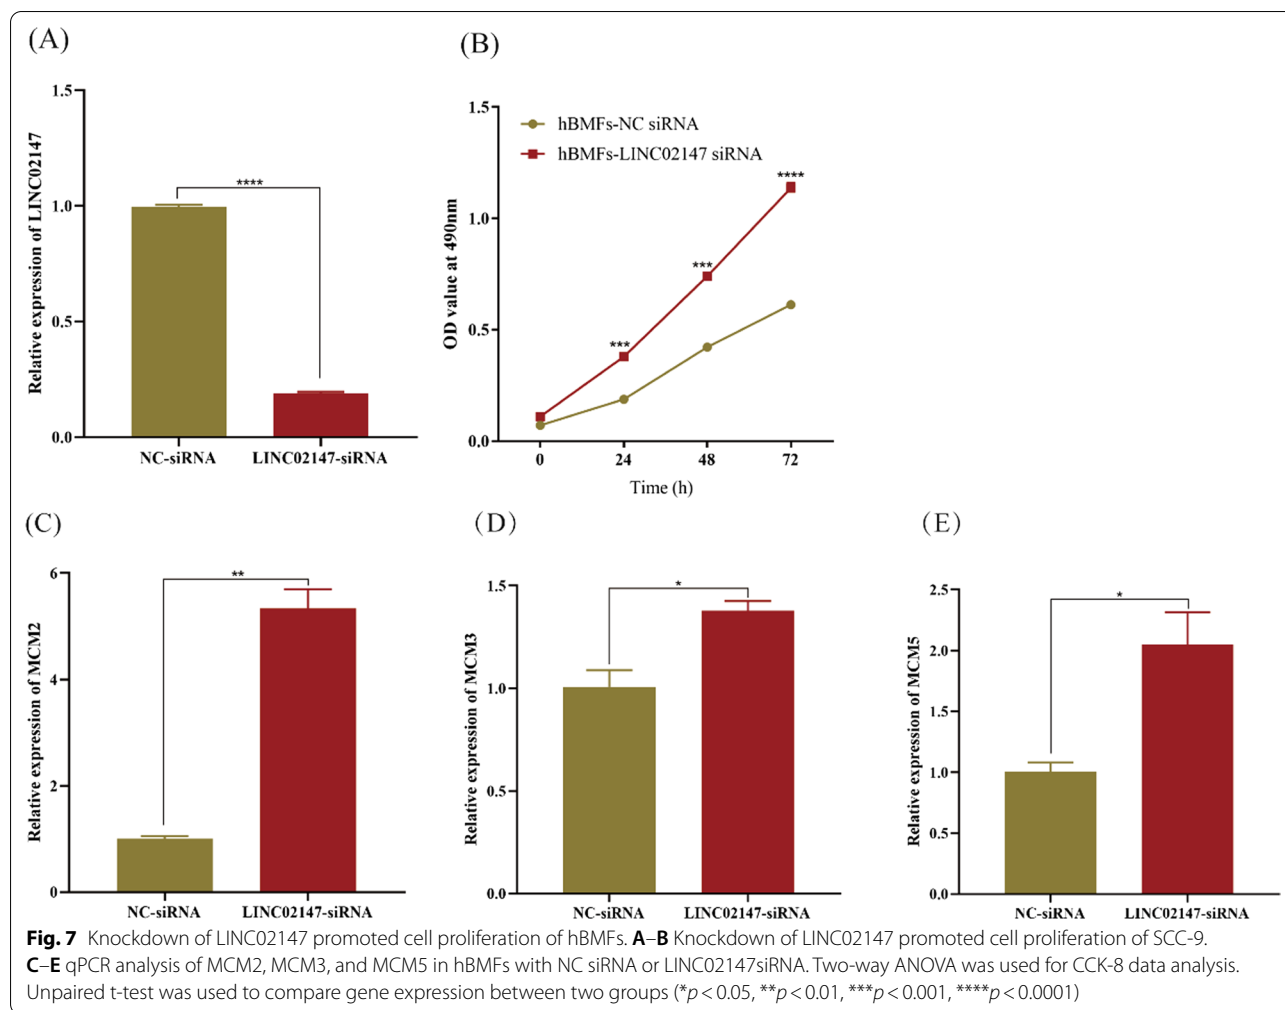 (A)
1.5
1.0
0.5
0.0
Relative expression of LINC02147
****
NC-siRNA LINC02147-siRNA
(B)
1.5
1.0
0.5
0.0
OD value at 490nm
hBMFs-NC siRNA
hBMFs-LINC02147 siRNA
***
***
****
0 24 48 72
Time (h)
(C)
6
4
2
0
Relative expression of MCM2
**
NC-siRNA LINC02147-siRNA
(D)
1.5
1.0
0.5
0.0
Relative expression of MCM3
*
NC-siRNA LINC02147-siRNA
(E)
2.5
2.0
1.5
1.0
0.5
0.0
Relative expression of MCM5
*
NC-siRNA LINC02147-siRNA
Fig. 7 Knockdown of LINC02147 promoted cell proliferation of hBMFs. A–B Knockdown of LINC02147 promoted cell proliferation of SCC-9.
C–E qPCR analysis of MCM2, MCM3, and MCM5 in hBMFs with NC siRNA or LINC02147siRNA. Two-way ANOVA was used for CCK-8 data analysis.
Unpaired t-test was used to compare gene expression between two groups (*p < 0.05, **p < 0.01, ***p < 0.001, ****p < 0.0001)